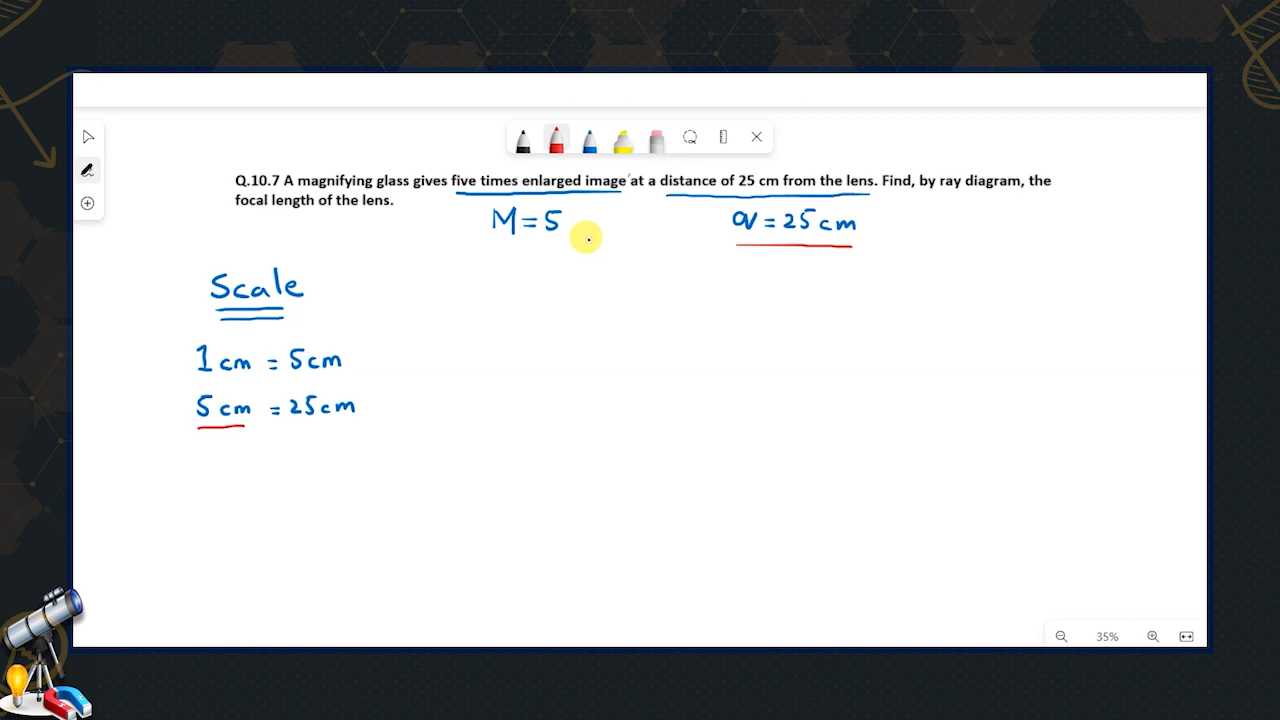 Q.10.7 A magnifying glass gives five times enlarged image at a distance of 25 cm from the lens. Find, by ray diagram, the
focal length of the lens.
M = 5
q = 25 cm
Scale
1 cm = 5 cm
5 cm = 25 cm
35%